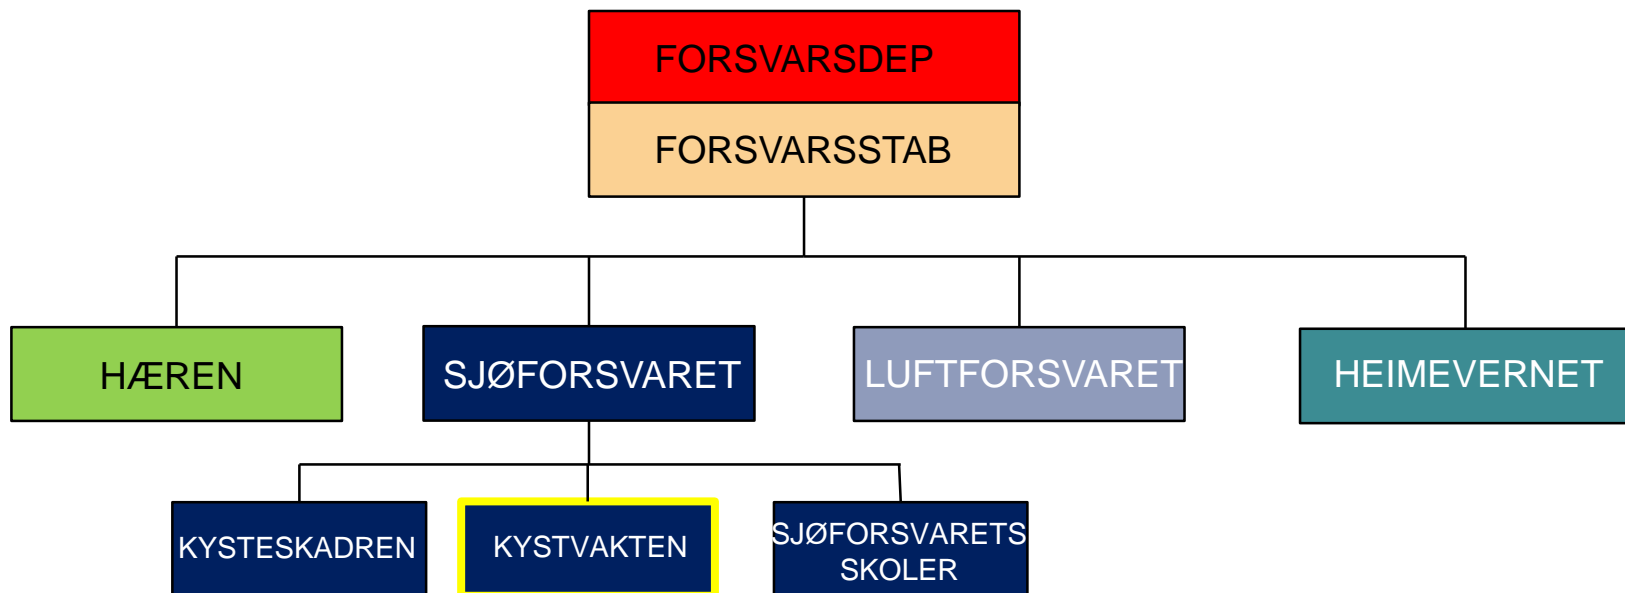 FORSVARSDEP
FORSVARSSTAB
HÆREN
SJØFORSVARET
LUFTFORSVARET
HEIMEVERNET
KYSTESKADREN
KYSTVAKTEN
SJØFORSVARETS
SKOLER